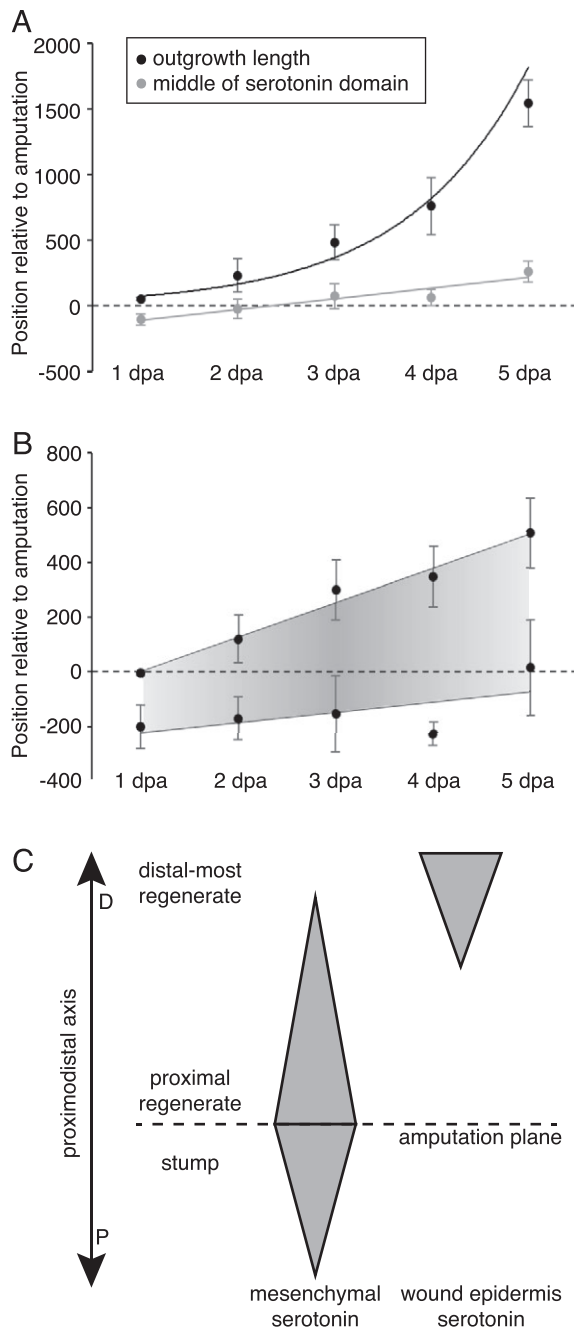 A
Position relative to amputation
2000
1500
1000
500
0
-500
outgrowth length
middle of serotonin domain
1 dpa 2 dpa 3 dpa 4 dpa 5 dpa
B
Position relative to amputation
800
600
400
200
0
-200
-400
1 dpa 2 dpa 3 dpa 4 dpa 5 dpa
C
proximodistal axis
D
distal-most
regenerate
proximal
regenerate
amputation plane
stump
P
mesenchymal
serotonin
wound epidermis
serotonin